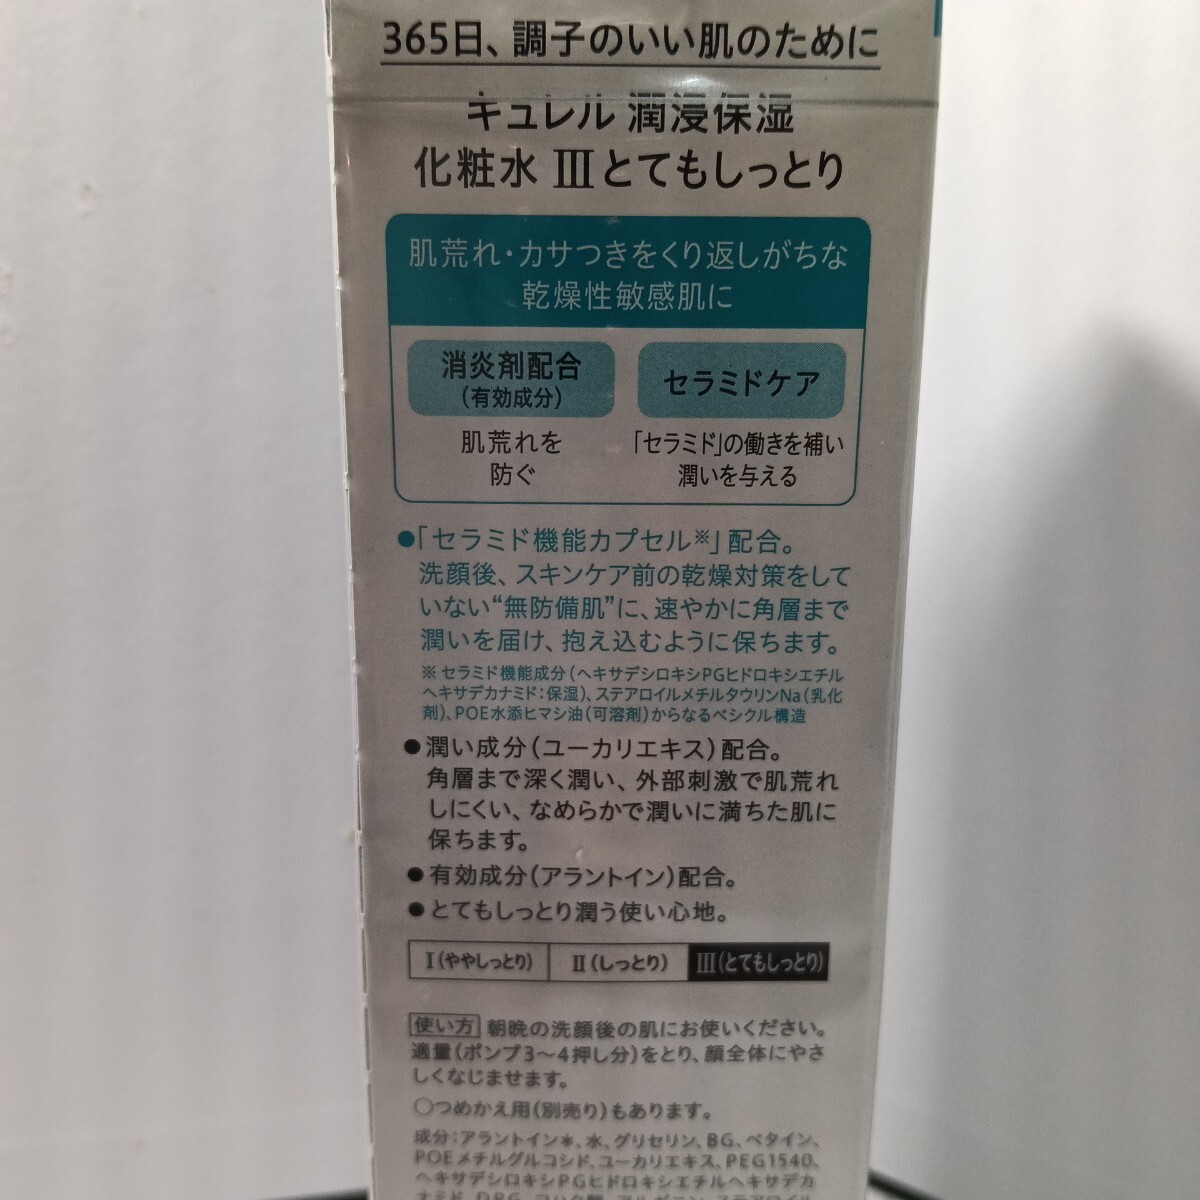 365日、調子のいい肌のために
キュレル 潤浸保湿
化粧水 Ⅲとてもしっとり
肌荒れ・カサつきをくり返しがちな
乾燥性敏感肌に
消炎剤配合
(有効成分)
セラミドケア
肌荒れを
防ぐ
「セラミド」の働きを補い
潤いを与える
●「セラミド機能カプセル※」配合。
洗顔後、スキンケア前の乾燥対策をして
いない“無防備肌”に、速やかに角層まで
潤いを届け、抱え込むように保ちます。
※セラミド機能成分(ヘキサデシロキシPGヒドロキシエチル
ヘキサデカナミド:保湿)、ステアロイルメチルタウリンNa(乳化
剤)、POE水添ヒマシ油(可溶剤)からなるベシクル構造
●潤い成分(ユーカリエキス)配合。
角層まで深く潤い、外部刺激で肌荒れ
しにくい、なめらかで潤いに満ちた肌に
保ちます。
●有効成分(アラントイン)配合。
●とてもしっとり潤う使い心地。
Ⅰ(ややしっとり) Ⅱ(しっとり) Ⅲ(とてもしっとり)
使い方 朝晩の洗顔後の肌にお使いください。
適量(ポンプ3〜4押し分)をとり、顔全体にやさ
しくなじませます。
○つめかえ用(別売り)もあります。
成分:アラントイン*、水、グリセリン、BG、ベタイン、
POEメチルグルコシド、ユーカリエキス、PEG1540、
ヘキサデシロキシPGヒドロキシエチルヘキサデカ
ナミド、DPG、コハク酸、アルギニン、ステアロイル